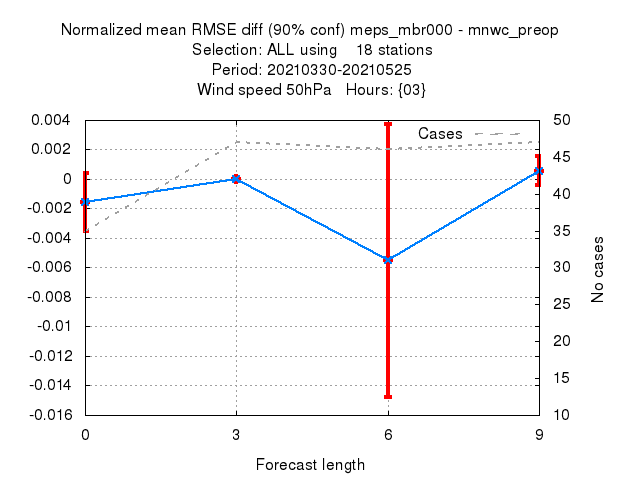 Normalized mean RMSE diff (90% conf) meps_mbr000 - mnwc_preop
Selection: ALL using    18 stations
Period: 20210330-20210525
Wind speed 50hPa   Hours: {03}
Cases
0.004
0.002
0
-0.002
-0.004
-0.006
-0.008
-0.01
-0.012
-0.014
-0.016
50
45
40
35
30
25
20
15
10
No cases
0 3 6 9
Forecast length